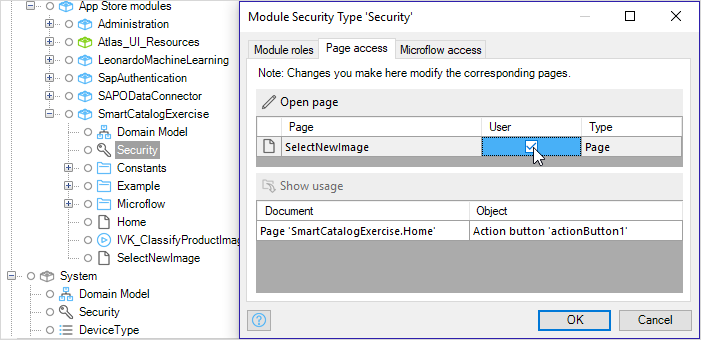 App Store modules
Administration
Atlas_UI_Resources
LeonardoMachineLearning
SapAuthentication
SAPODataConnector
SmartCatalogExercise
Domain Model
Security
Constants
Example
Microflow
Home
IVK_ClassifyProductImag
SelectNewImage
System
Domain Model
Security
DeviceType
Module Security Type 'Security'
Module roles Page access Microflow access
Note: Changes you make here modify the corresponding pages.
Open page
Page User Type
SelectNewImage Page
Show usage
Document Object
Page 'SmartCatalogExercise.Home' Action button 'actionButton1'
OK Cancel